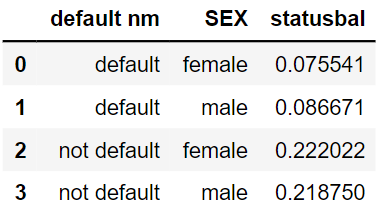 default nm SEX statusbal
0 default female 0.075541
1 default male 0.086671
2 not default female 0.222022
3 not default male 0.218750